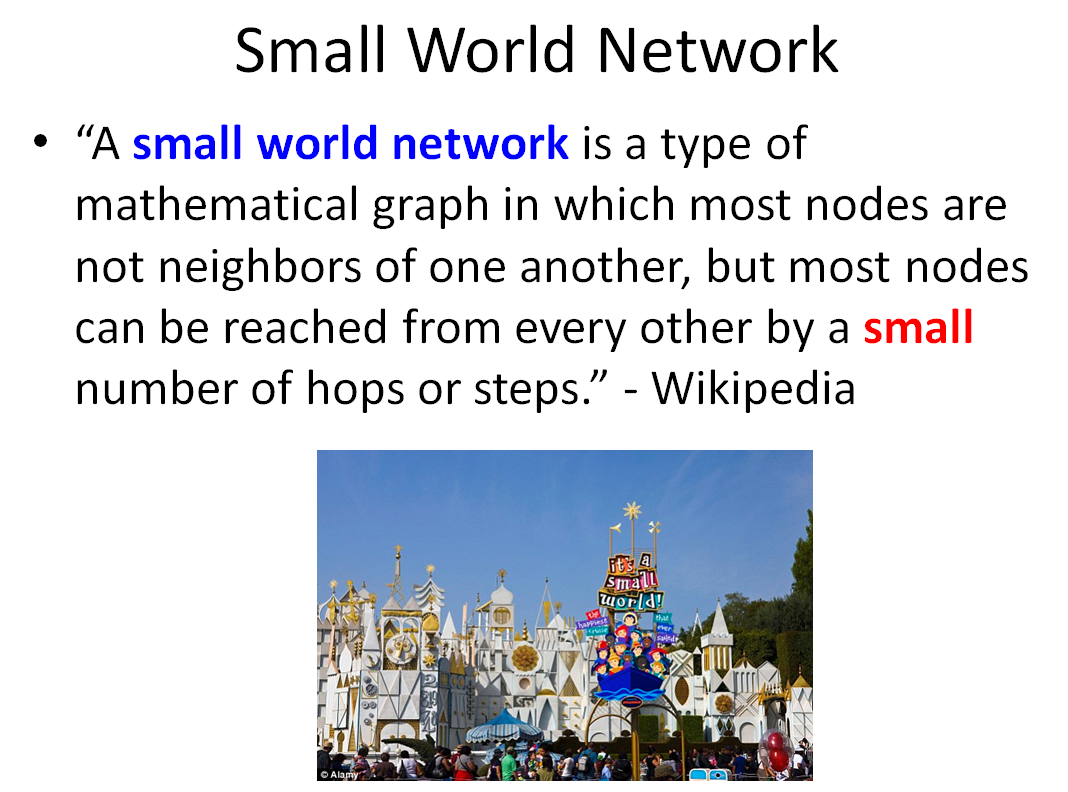 Small World Network
• “A small world network is a type of
mathematical graph in which most nodes are
not neighbors of one another, but most nodes
can be reached from every other by a small
number of hops or steps.” - Wikipedia
it's a
small
world!
the
happiest
cruise
that
ever
sailed
© Alamy